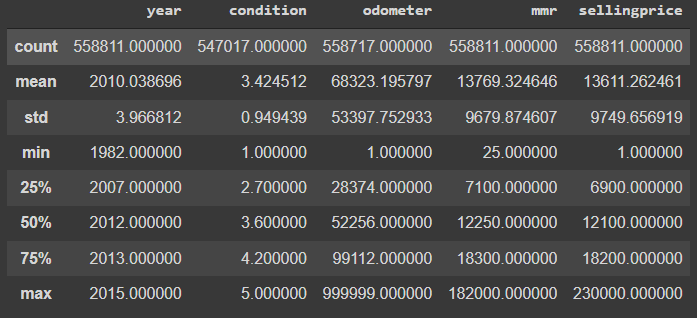 year condition odometer mmr sellingprice
count 558811.000000 547017.000000 558717.000000 558811.000000 558811.000000
mean 2010.038696 3.424512 68323.195797 13769.324646 13611.262461
std 3.966812 0.949439 53397.752933 9679.874607 9749.656919
min 1982.000000 1.000000 1.000000 25.000000 1.000000
25% 2007.000000 2.700000 28374.000000 7100.000000 6900.000000
50% 2012.000000 3.600000 52256.000000 12250.000000 12100.000000
75% 2013.000000 4.200000 99112.000000 18300.000000 18200.000000
max 2015.000000 5.000000 999999.000000 182000.000000 230000.000000